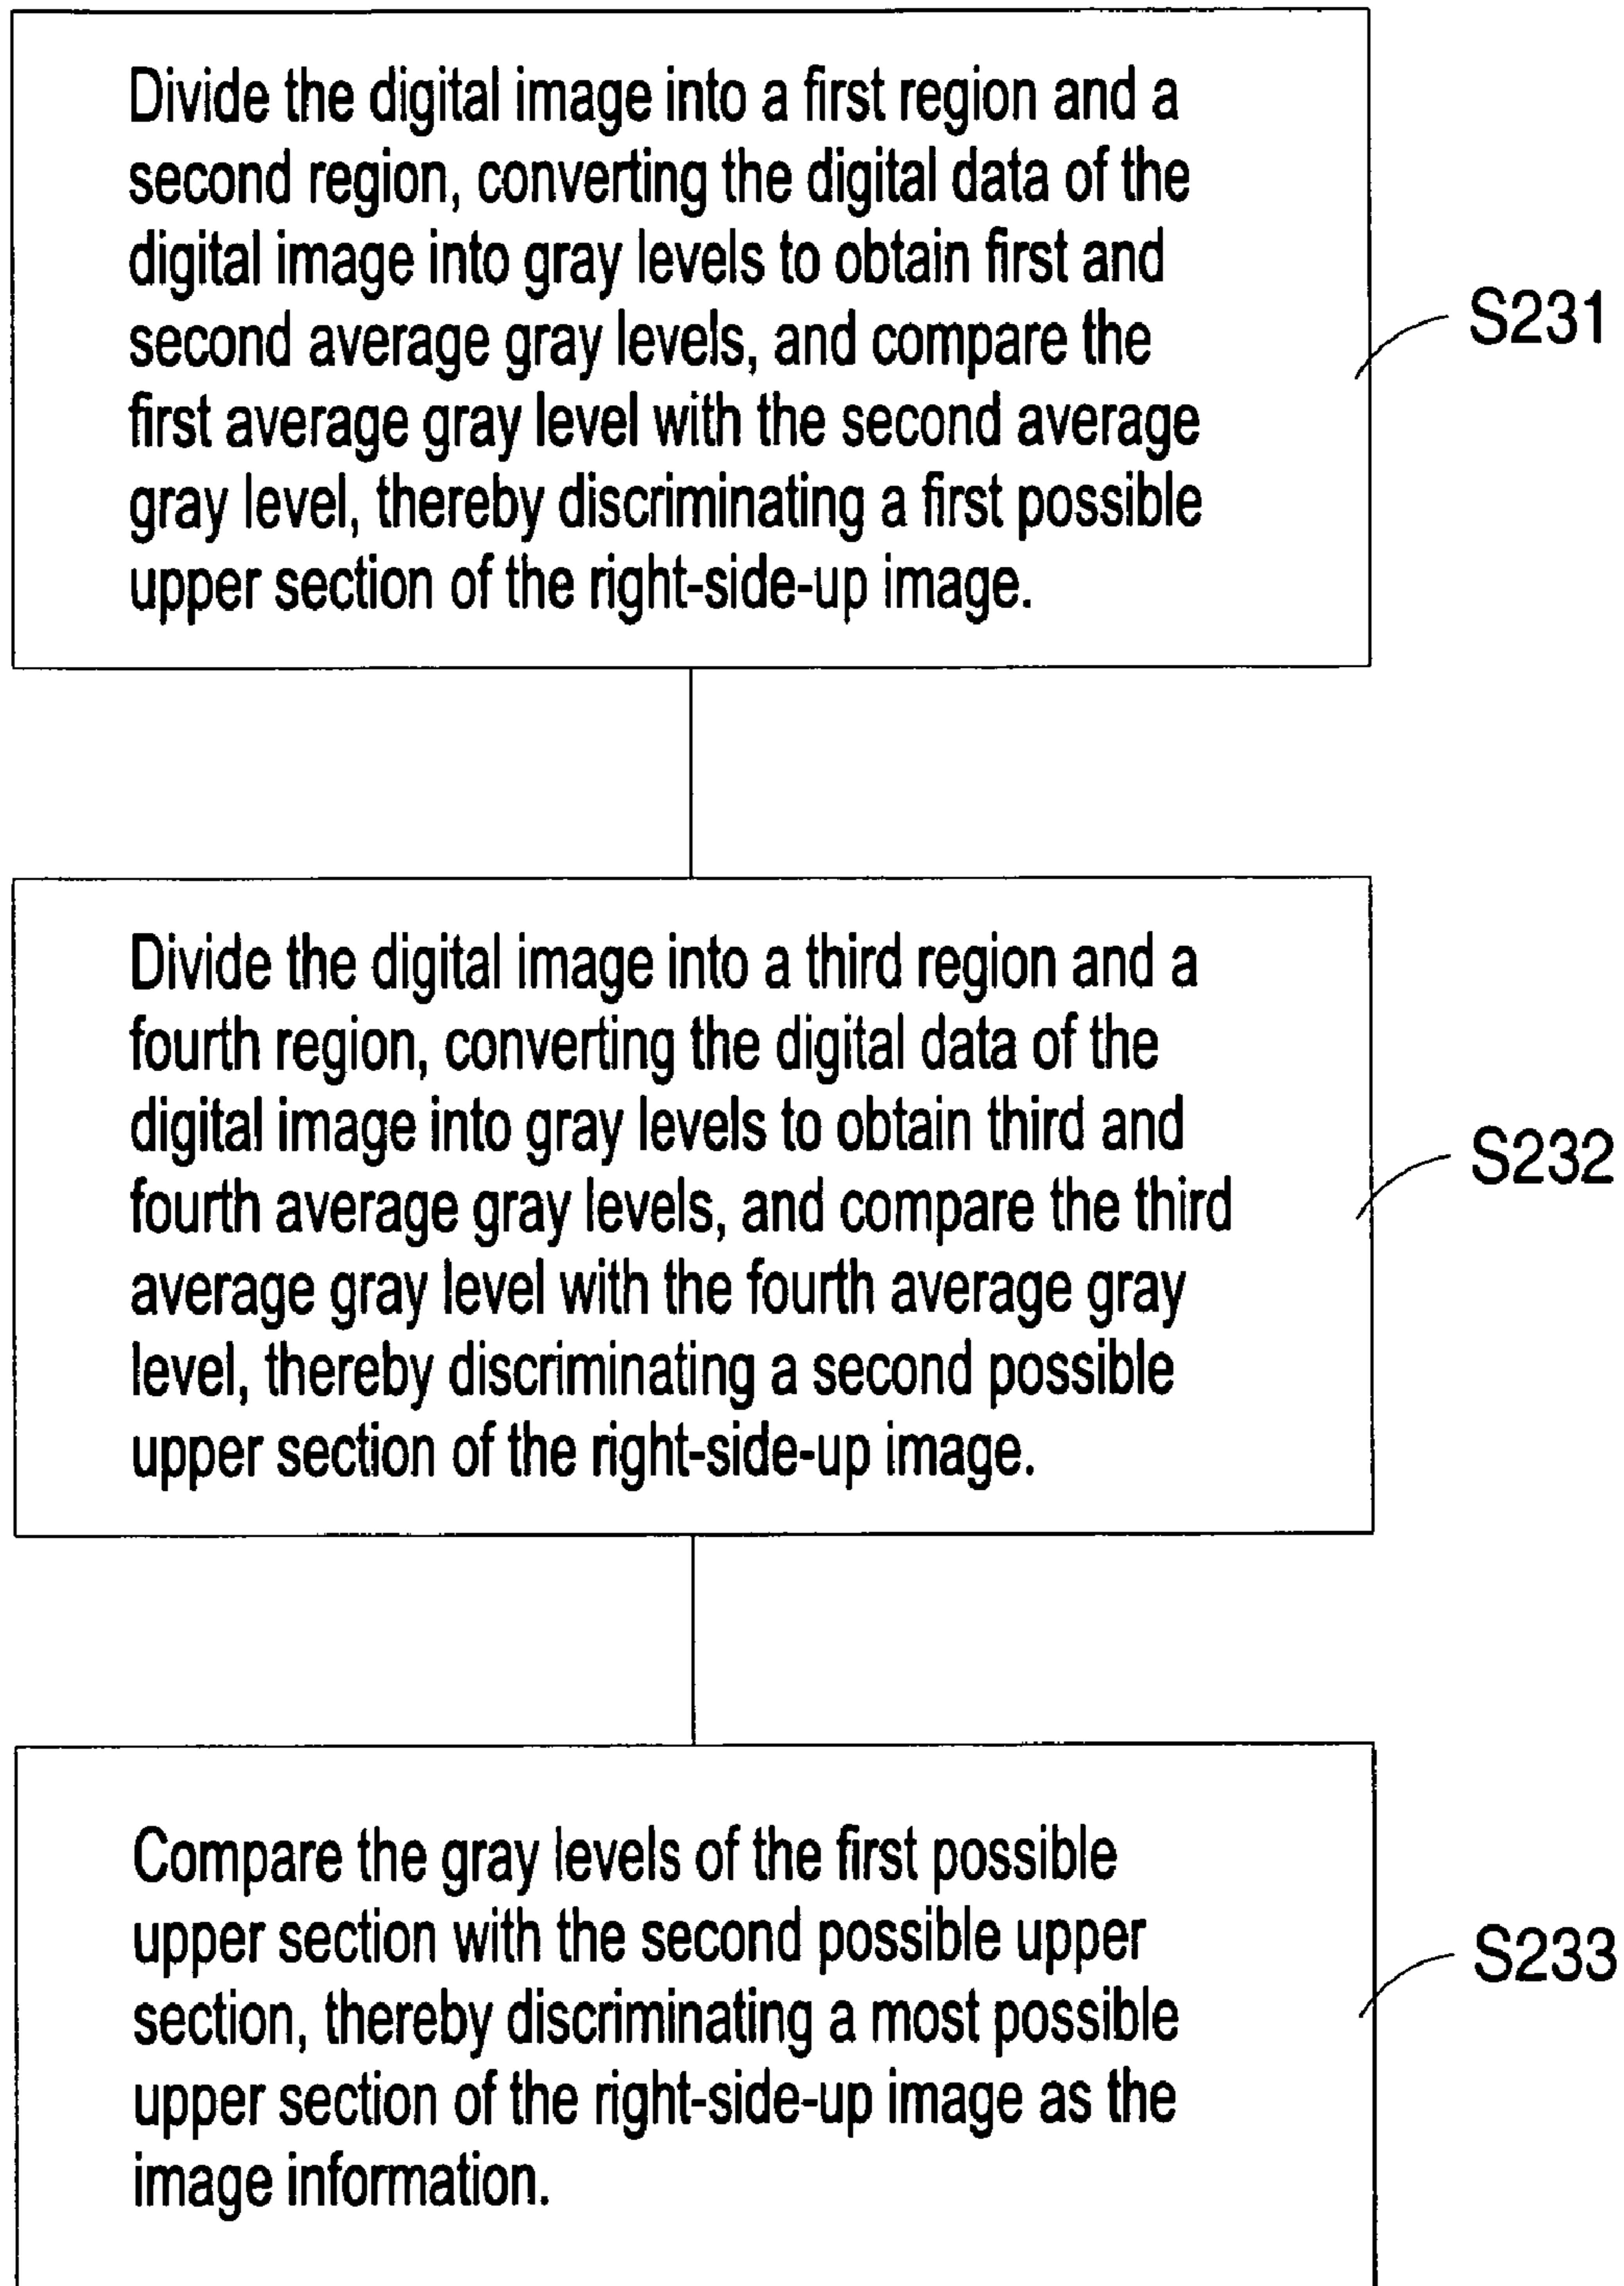 Divide the digital image into a first region and a
second region, converting the digital data of the
digital image into gray levels to obtain first and
second average gray levels, and compare the
first average gray level with the second average
gray level, thereby discriminating a first possible
upper section of the right-side-up image.
S231
Divide the digital image into a third region and a
fourth region, converting the digital data of the
digital image into gray levels to obtain third and
fourth average gray levels, and compare the third
average gray level with the fourth average gray
level, thereby discriminating a second possible
upper section of the right-side-up image.
S232
Compare the gray levels of the first possible
upper section with the second possible upper
section, thereby discriminating a most possible
upper section of the right-side-up image as the
image information.
S233